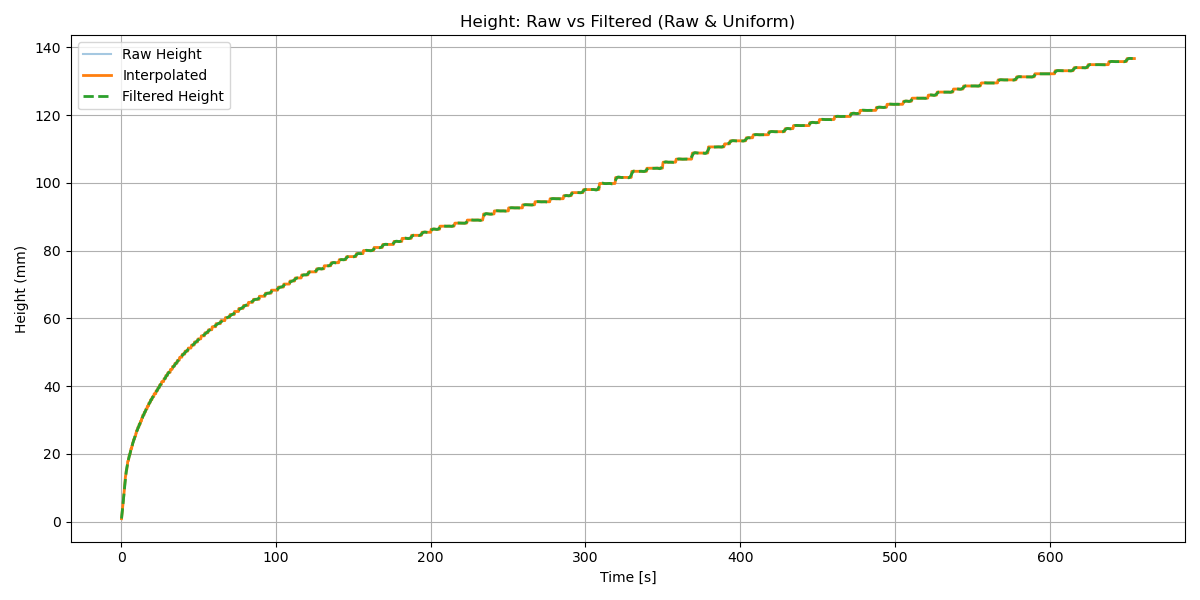 Height: Raw vs Filtered (Raw & Uniform)
Raw Height
Interpolated
Filtered Height
Height (mm)
140
120
100
80
60
40
20
0
0 100 200 300 400 500 600
Time [s]